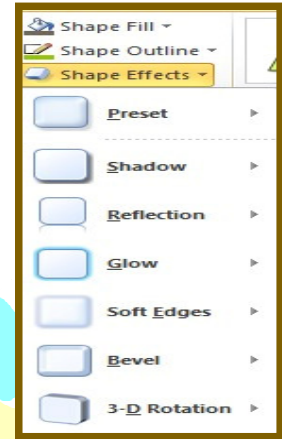 Shape Fill
Shape Outline
Shape Effects
Preset
Shadow
Reflection
Glow
Soft Edges
Bevel
3-D Rotation